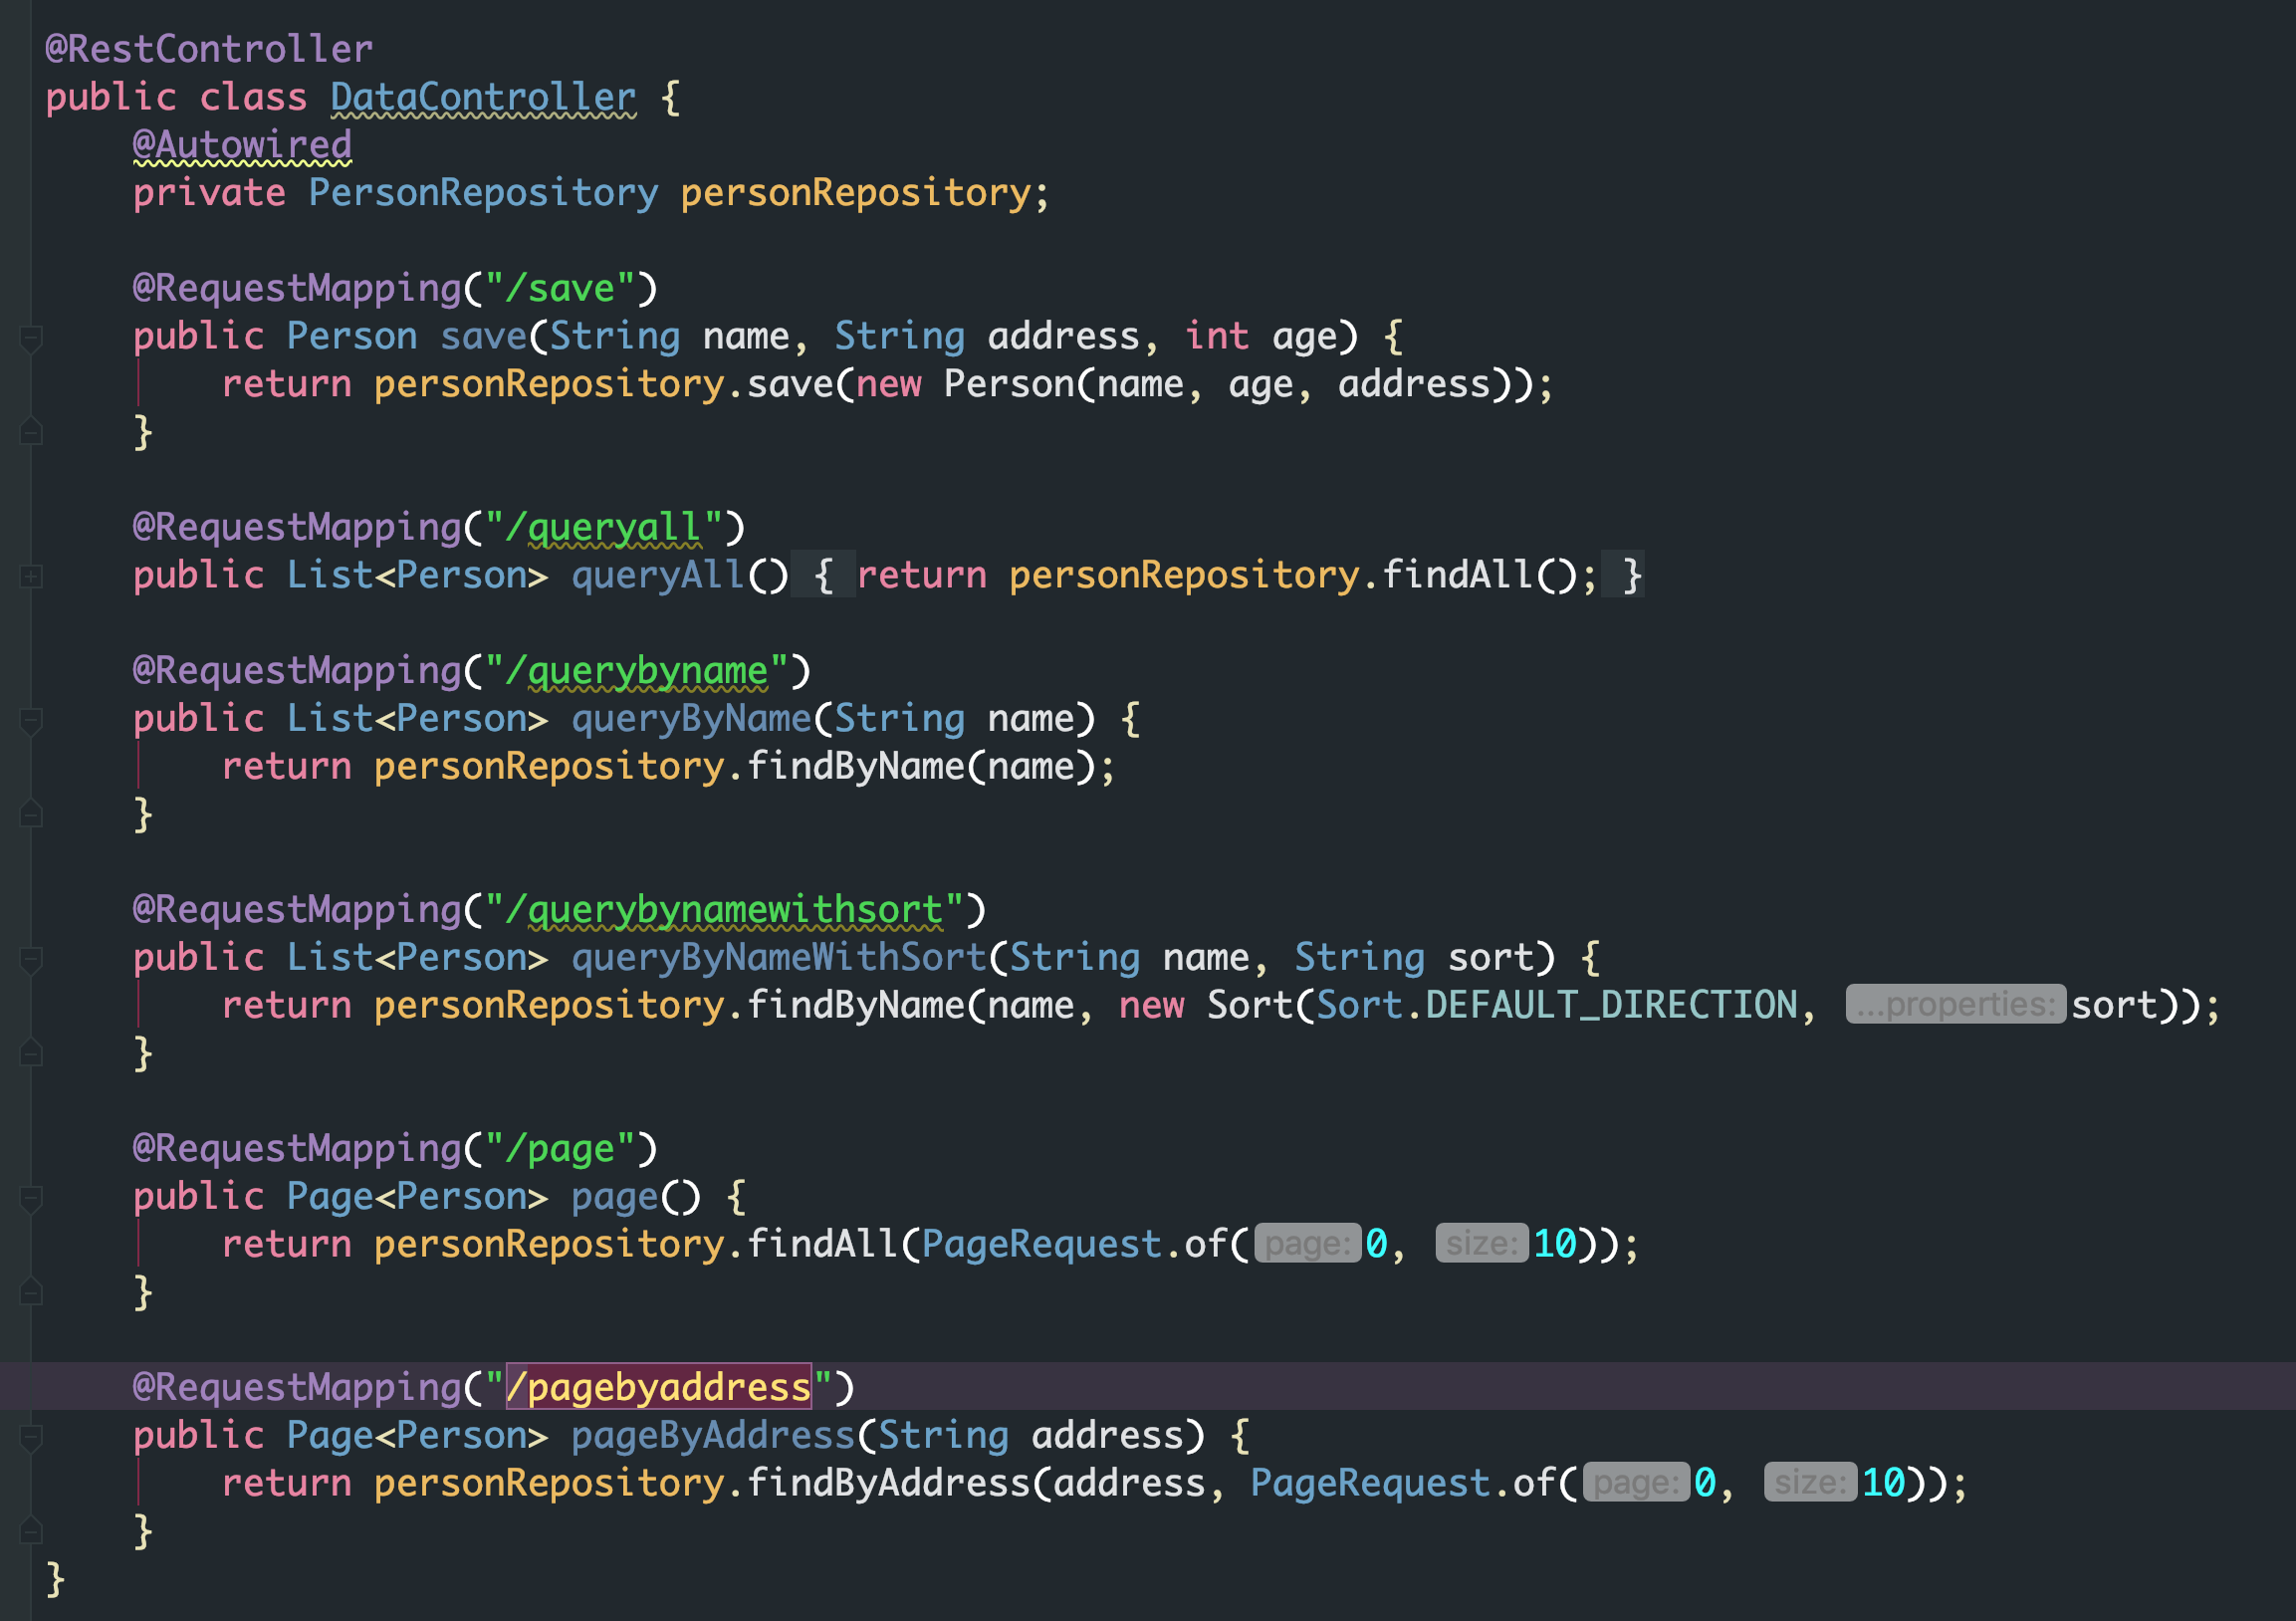 @RestController
public class DataController {
    @Autowired
    private PersonRepository personRepository;

    @RequestMapping("/save")
    public Person save(String name, String address, int age) {
        return personRepository.save(new Person(name, age, address));
    }

    @RequestMapping("/queryall")
    public List<Person> queryAll() { return personRepository.findAll(); }

    @RequestMapping("/querybyname")
    public List<Person> queryByName(String name) {
        return personRepository.findByName(name);
    }

    @RequestMapping("/querybynamewithsort")
    public List<Person> queryByNameWithSort(String name, String sort) {
        return personRepository.findByName(name, new Sort(Sort.DEFAULT_DIRECTION, ...properties: sort));
    }

    @RequestMapping("/page")
    public Page<Person> page() {
        return personRepository.findAll(PageRequest.of( page: 0, size: 10));
    }

    @RequestMapping("/pagebyaddress")
    public Page<Person> pageByAddress(String address) {
        return personRepository.findByAddress(address, PageRequest.of( page: 0, size: 10));
    }
}